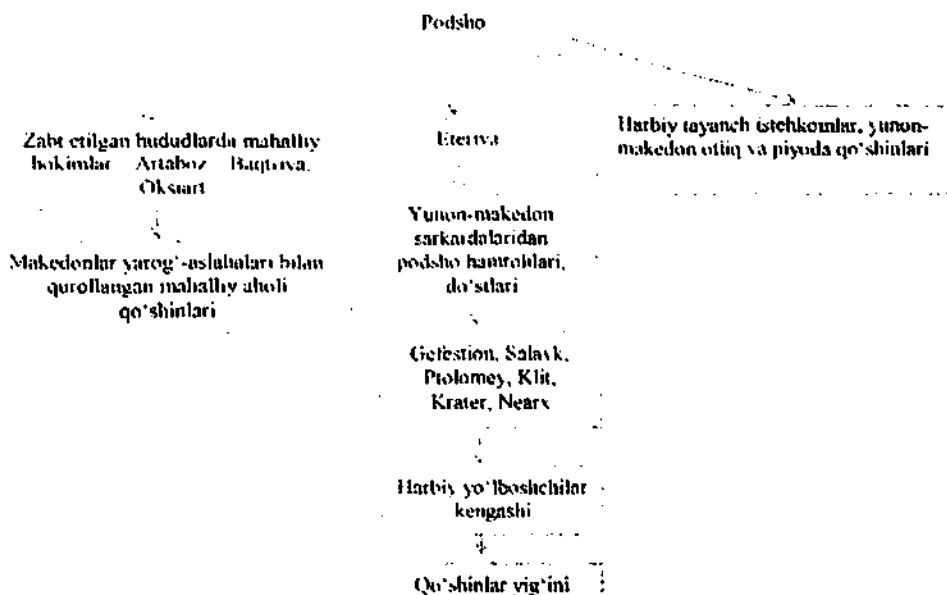 Podsho
Zabt etilgan hududlarda mahalliy
hokimlar Artaboz Baqtriya,
Oksiart
Eteriya
Harbiy tayanch istehkomlar, yunon-
makedon otliq va piyoda qo‘shinlari
Makedonlar yarog‘-aslahalari bilan
qurollangan mahalliy aholi
qo‘shinlari
Yunon-makedon
sarkardalaridan
podsho hamrohlari,
do‘stlari
Gefestion, Salavk,
Ptolomey, Klit,
Krater, Nearx
Harbiy yo‘lboshchilar
kengashi
Qo‘shinlar yig‘ini